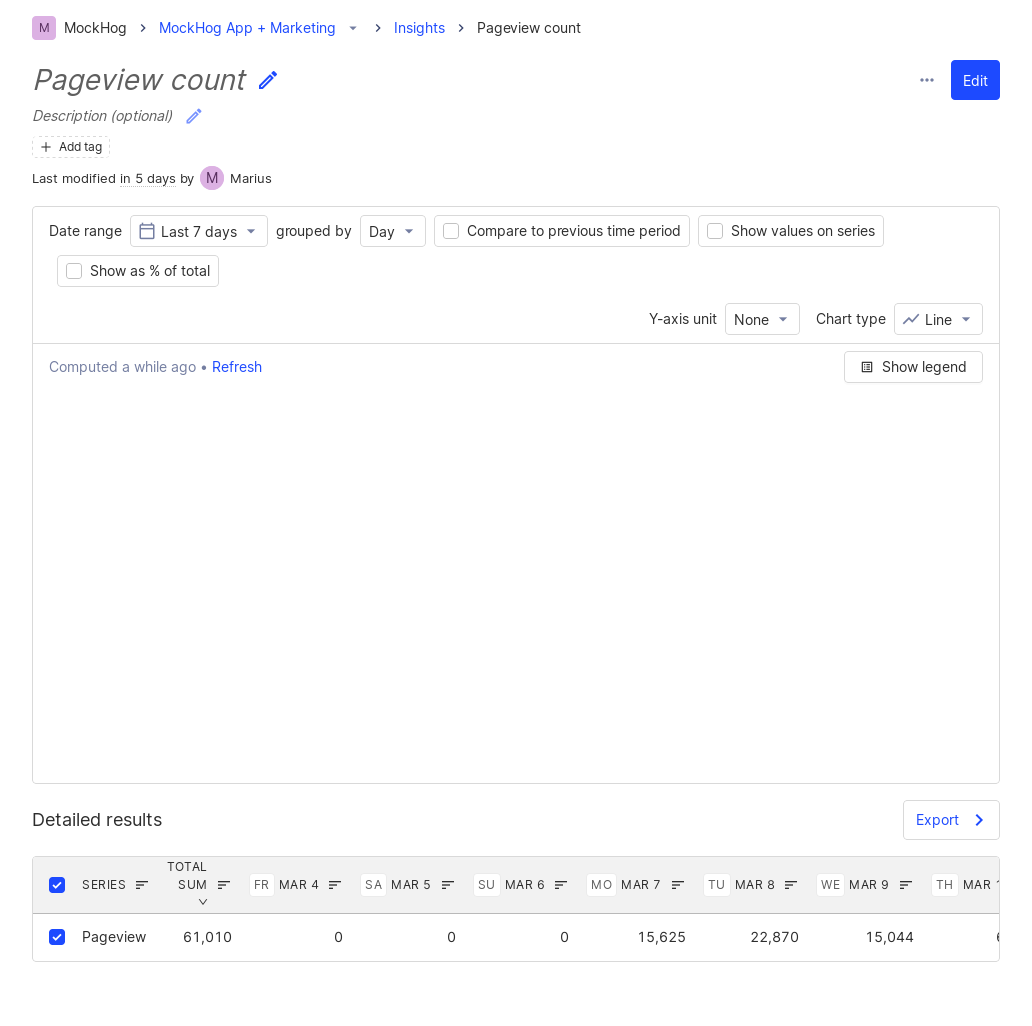 M MockHog MockHog App + Marketing Insights Pageview count
Pageview count
Edit
Description (optional)
Add tag
Last modified in 5 days by M Marius
Date range Last 7 days grouped by Day Compare to previous time period Show values on series
Show as % of total
Y-axis unit None Chart type Line
Computed a while ago • Refresh Show legend
Detailed results Export
SERIES TOTAL SUM FR MAR 4 SA MAR 5 SU MAR 6 MO MAR 7 TU MAR 8 WE MAR 9 TH MAR
Pageview 61,010 0 0 0 15,625 22,870 15,044